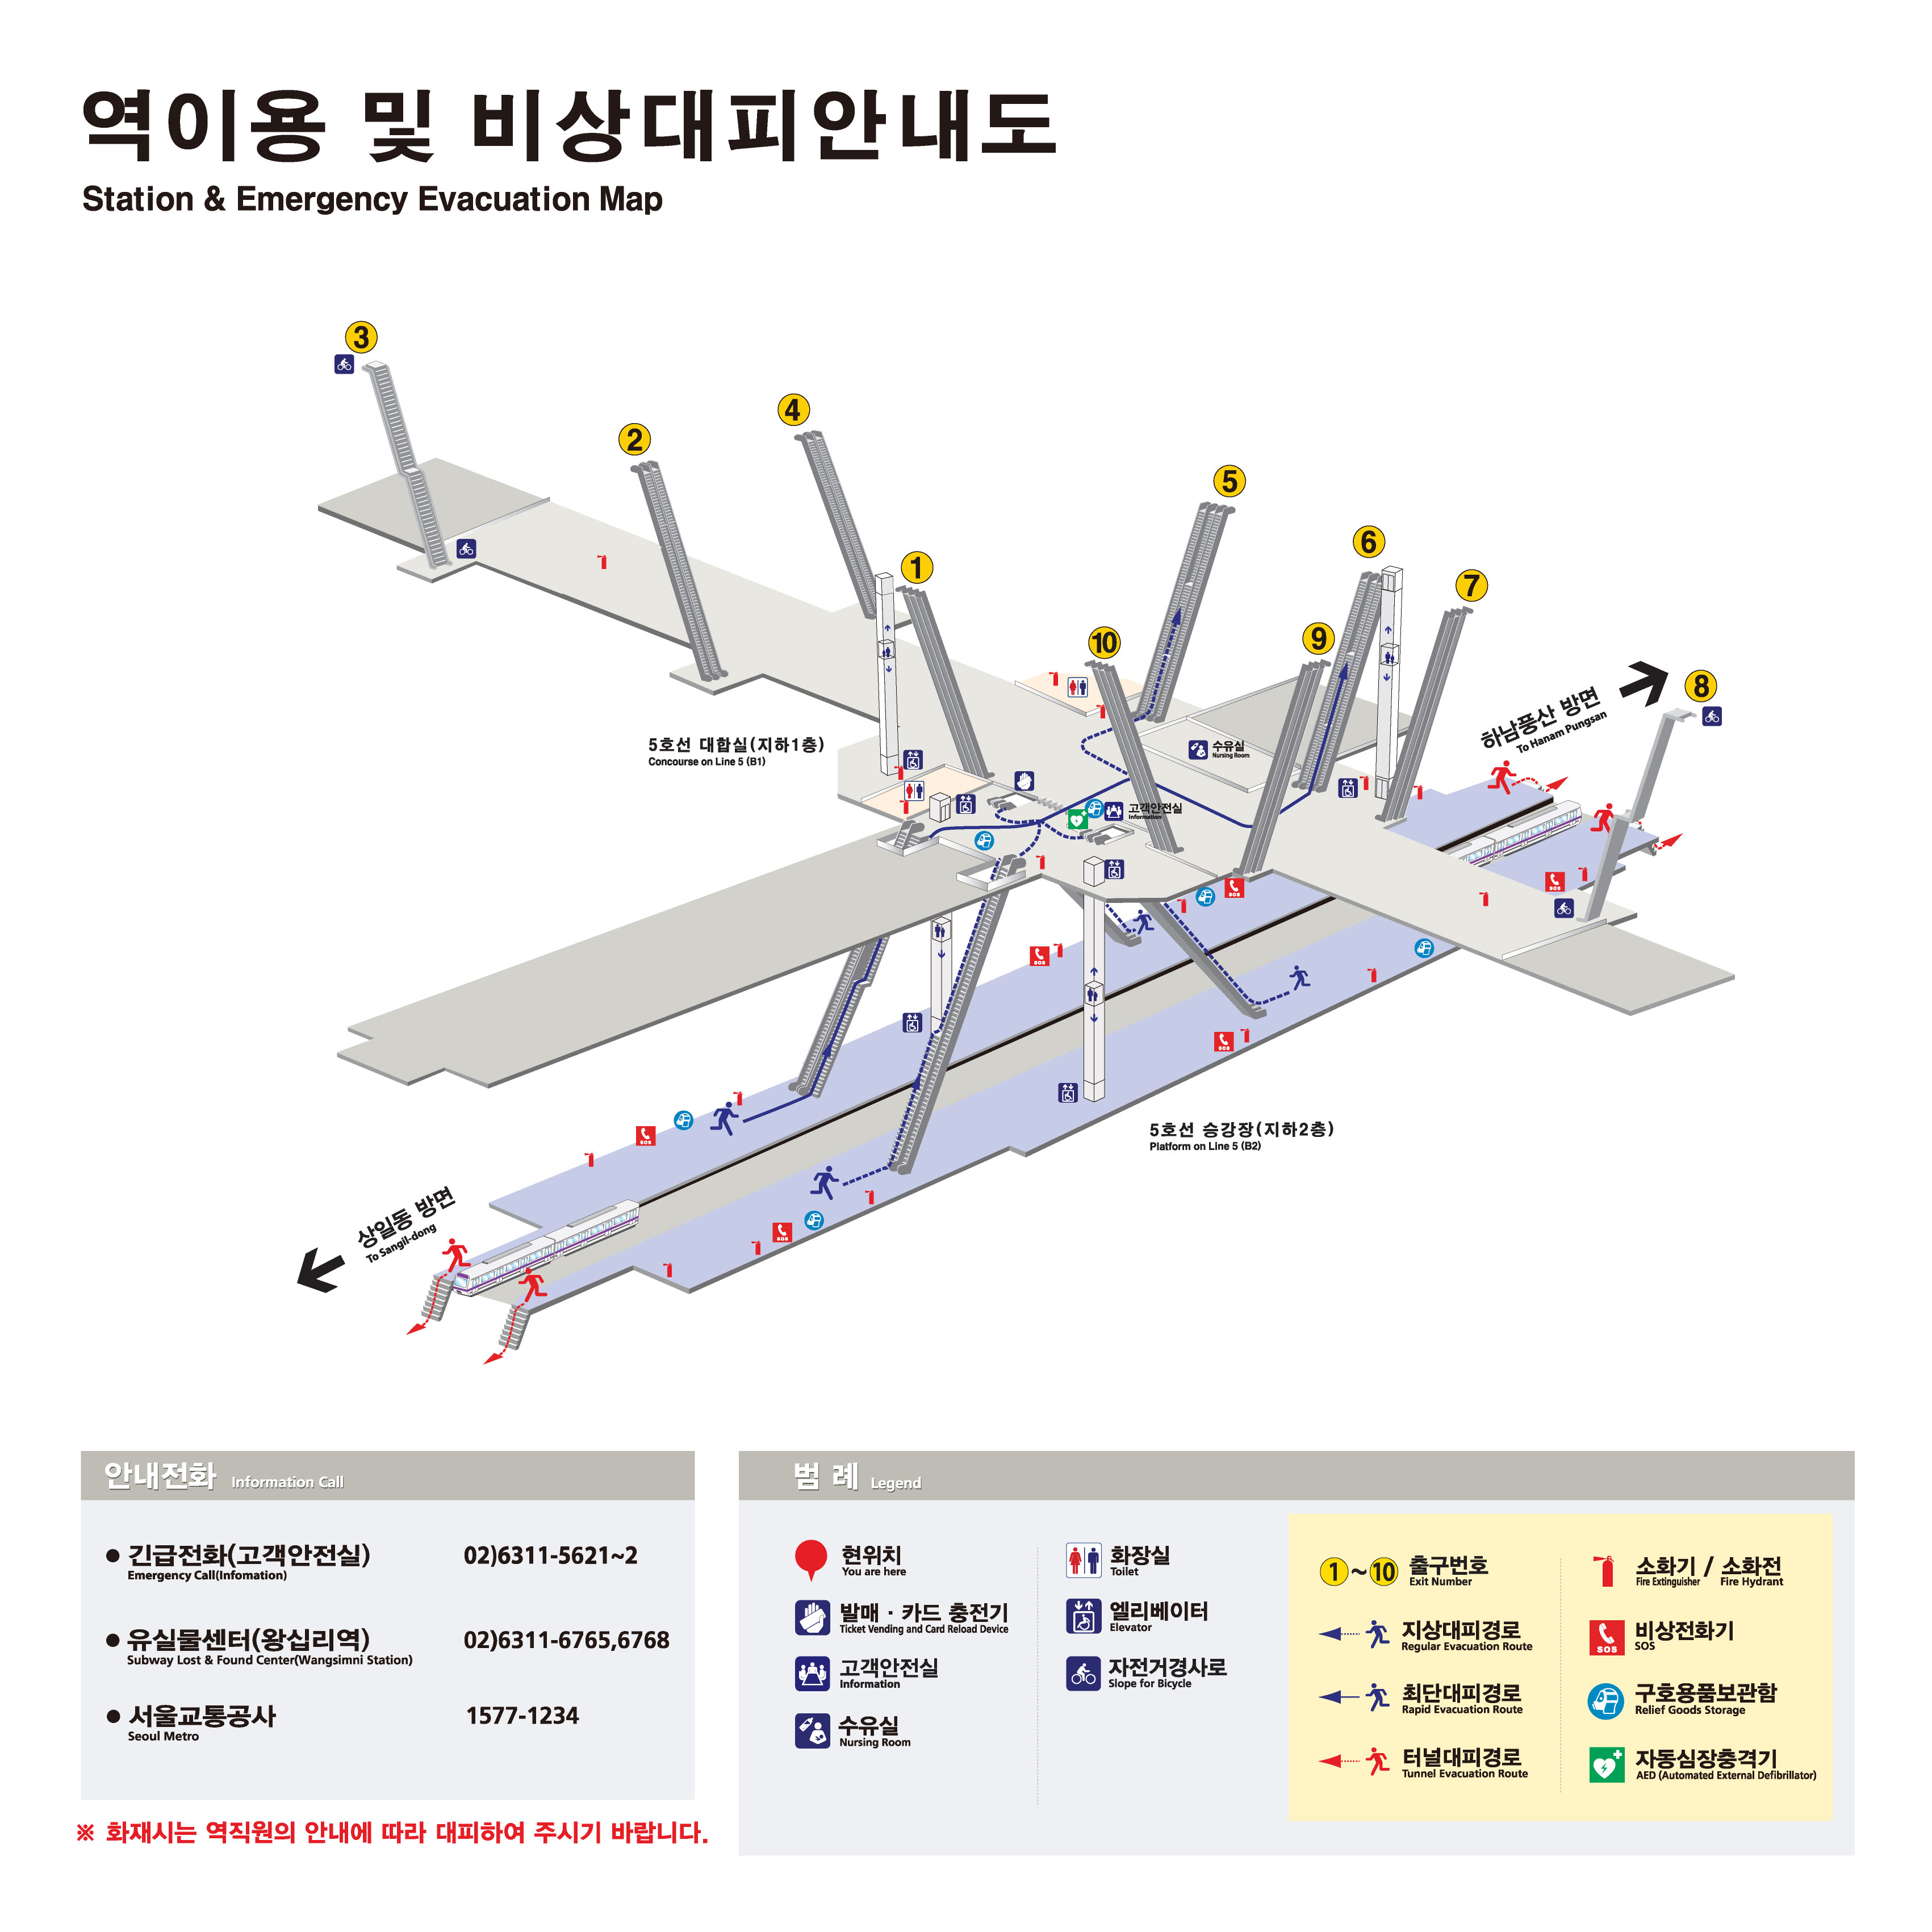 역이용 및 비상대피안내도
Station & Emergency Evacuation Map
3
4
2
5
6
1
7
9
10
하남풍산 방면
To Hanam Pungsan
8
5호선 대합실(지하1층)
Concourse on Line 5 (B1)
수유실
Nursing Room
고객안전실
Information
SOS
SOS
SOS
SOS
5호선 승강장(지하2층)
Platform on Line 5 (B2)
SOS
SOS
상일동 방면
To Sangil-dong
안내전화 Information Call
긴급전화(고객안전실) 02)6311-5621~2
Emergency Call(Infomation)
유실물센터(왕십리역) 02)6311-6765,6768
Subway Lost & Found Center(Wangsimni Station)
서울교통공사 1577-1234
Seoul Metro
※ 화재시는 역직원의 안내에 따라 대피하여 주시기 바랍니다.
범 례 Legend
현위치
You are here
발매 · 카드 충전기
Ticket Vending and Card Reload Device
고객안전실
Information
수유실
Nursing Room
화장실
Toilet
엘리베이터
Elevator
자전거경사로
Slope for Bicycle
1~10 출구번호
Exit Number
지상대피경로
Regular Evacuation Route
최단대피경로
Rapid Evacuation Route
터널대피경로
Tunnel Evacuation Route
소화기 / 소화전
Fire Extinguisher Fire Hydrant
SOS 비상전화기
SOS
구호용품보관함
Relief Goods Storage
자동심장충격기
AED (Automated External Defibrillator)